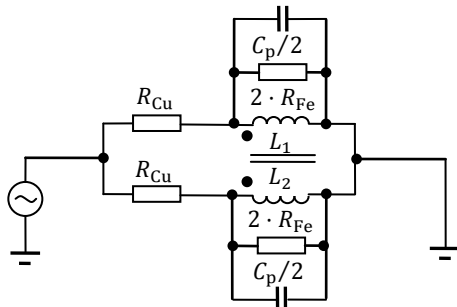 C_p/2
2 · R_Fe
R_Cu
L_1
R_Cu
L_2
2 · R_Fe
C_p/2